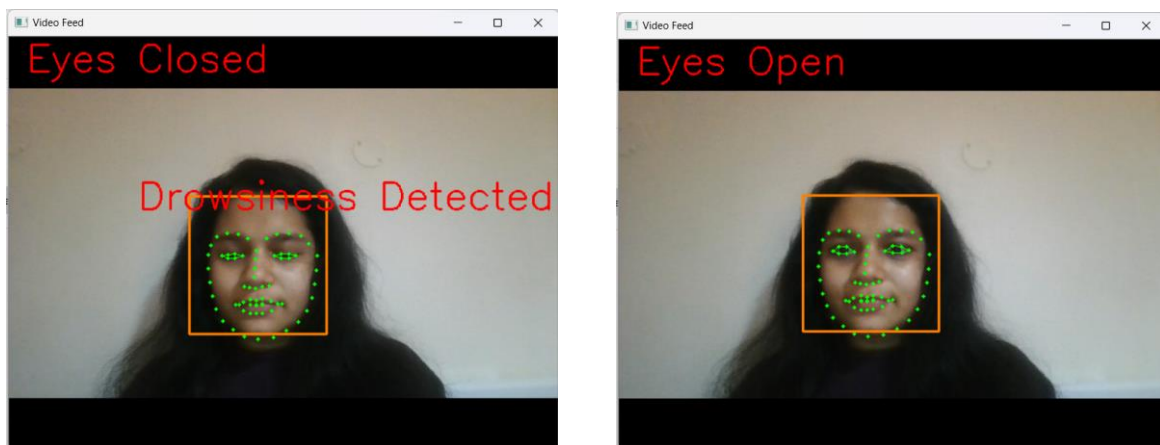 Video Feed
Eyes Closed
Drowsiness Detected
Video Feed
Eyes Open